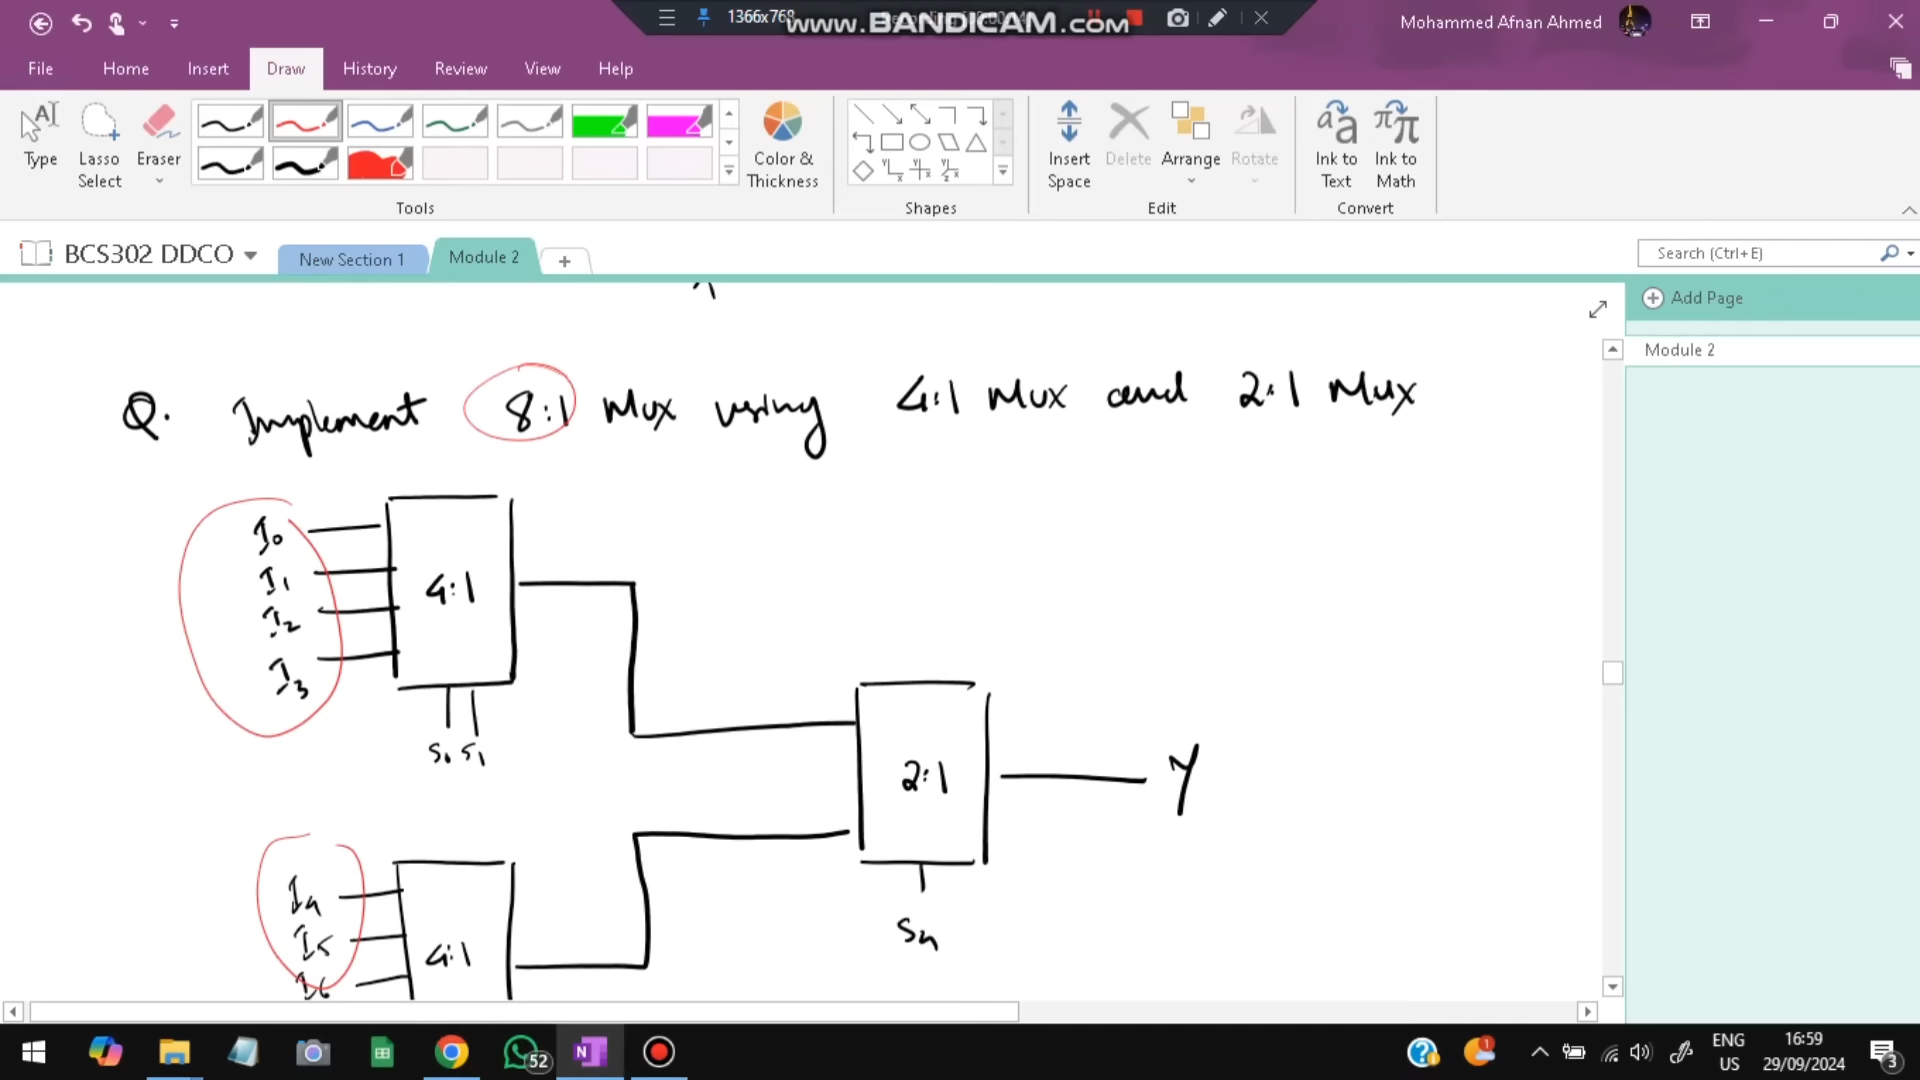 1366x768
www.BANDICAM.com
Mohammed Afnan Ahmed
File Home Insert Draw History Review View Help
Type
Lasso Select
Eraser
Color & Thickness
Insert Space
Delete
Arrange
Rotate
Ink to Text
Ink to Math
Tools
Shapes
Edit
Convert
BCS302 DDCO
New Section 1
Module 2
Search (Ctrl+E)
Add Page
Module 2
Q. Implement 8:1 Mux using 4:1 Mux and 2:1 Mux
I0
I1
I2
I3
4:1
S0 S1
2:1
Y
I4
I5
I6
4:1
52
ENG
US
16:59
29/09/2024
3